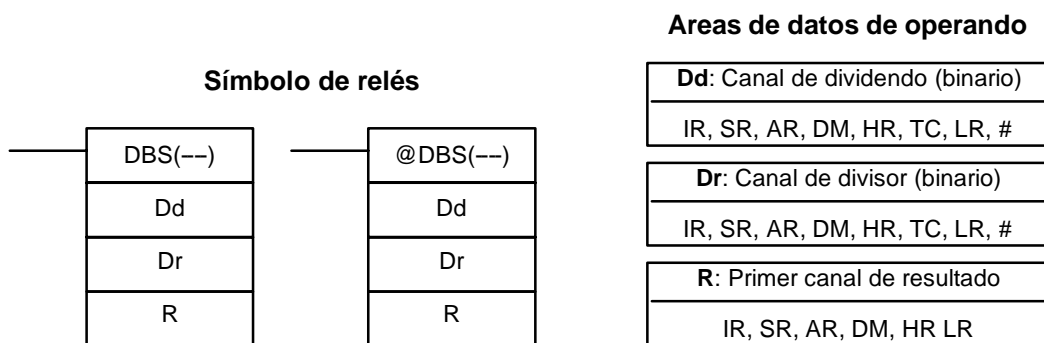 Areas de datos de operando
Símbolo de relés
DBS(---)
Dd
Dr
R
@DBS(---)
Dd
Dr
R
Dd: Canal de dividendo (binario)
IR, SR, AR, DM, HR, TC, LR, #
Dr: Canal de divisor (binario)
IR, SR, AR, DM, HR, TC, LR, #
R: Primer canal de resultado
IR, SR, AR, DM, HR LR